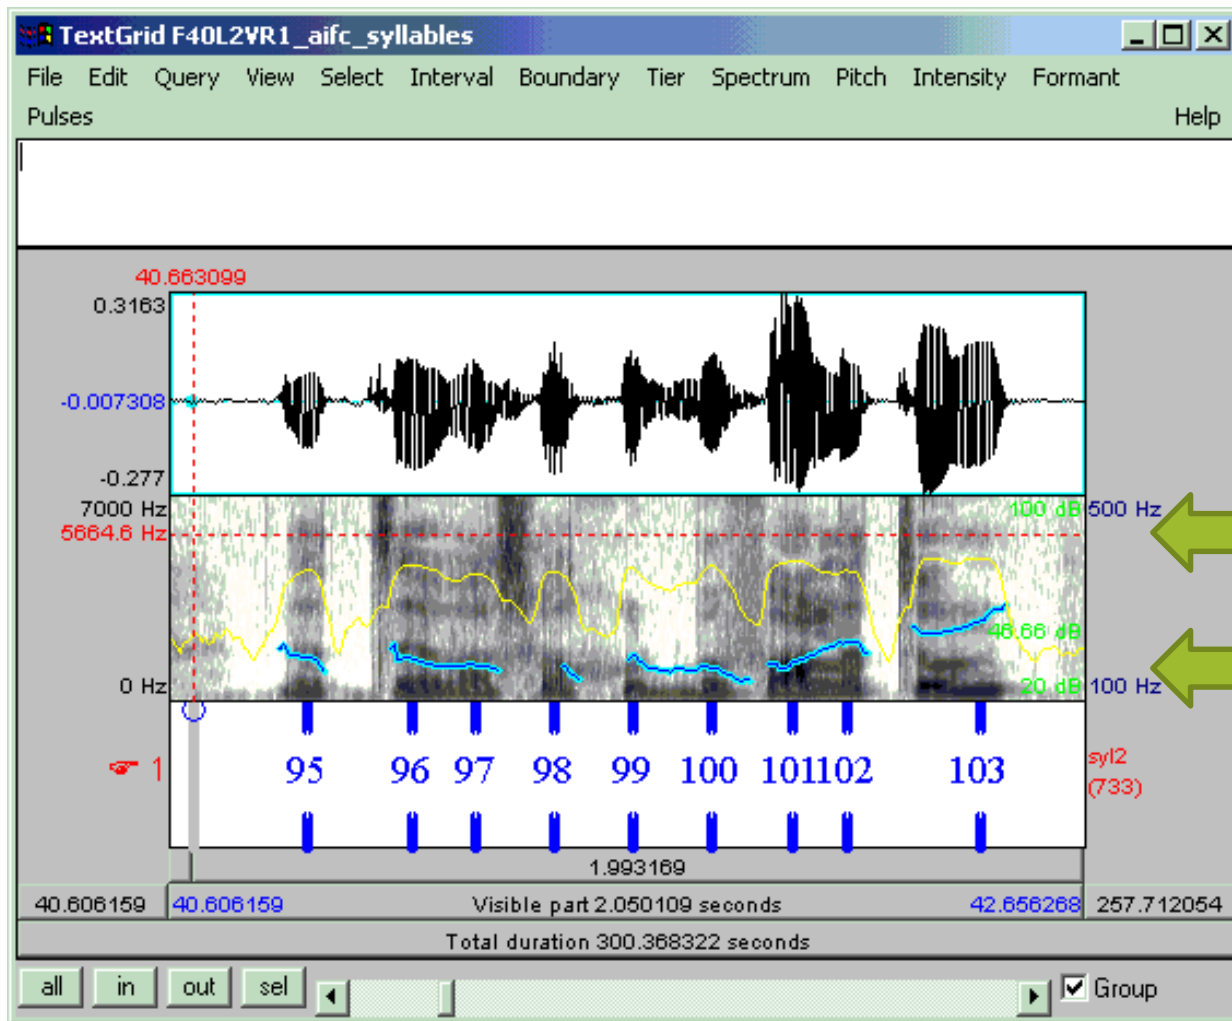 TextGrid F40L2VR1_aifc_syllables
File Edit Query View Select Interval Boundary Tier Spectrum Pitch Intensity Formant
Pulses Help
40.663099
0.3163
-0.007308
-0.277
7000 Hz 100 dB 500 Hz
5664.6 Hz
46.66 dB
0 Hz 20 dB 100 Hz
1 95 96 97 98 99 100 101 102 103 syl2
(733)
1.993169
40.606159 40.606159 Visible part 2.050109 seconds 42.656268 257.712054
Total duration 300.368322 seconds
all in out sel Group